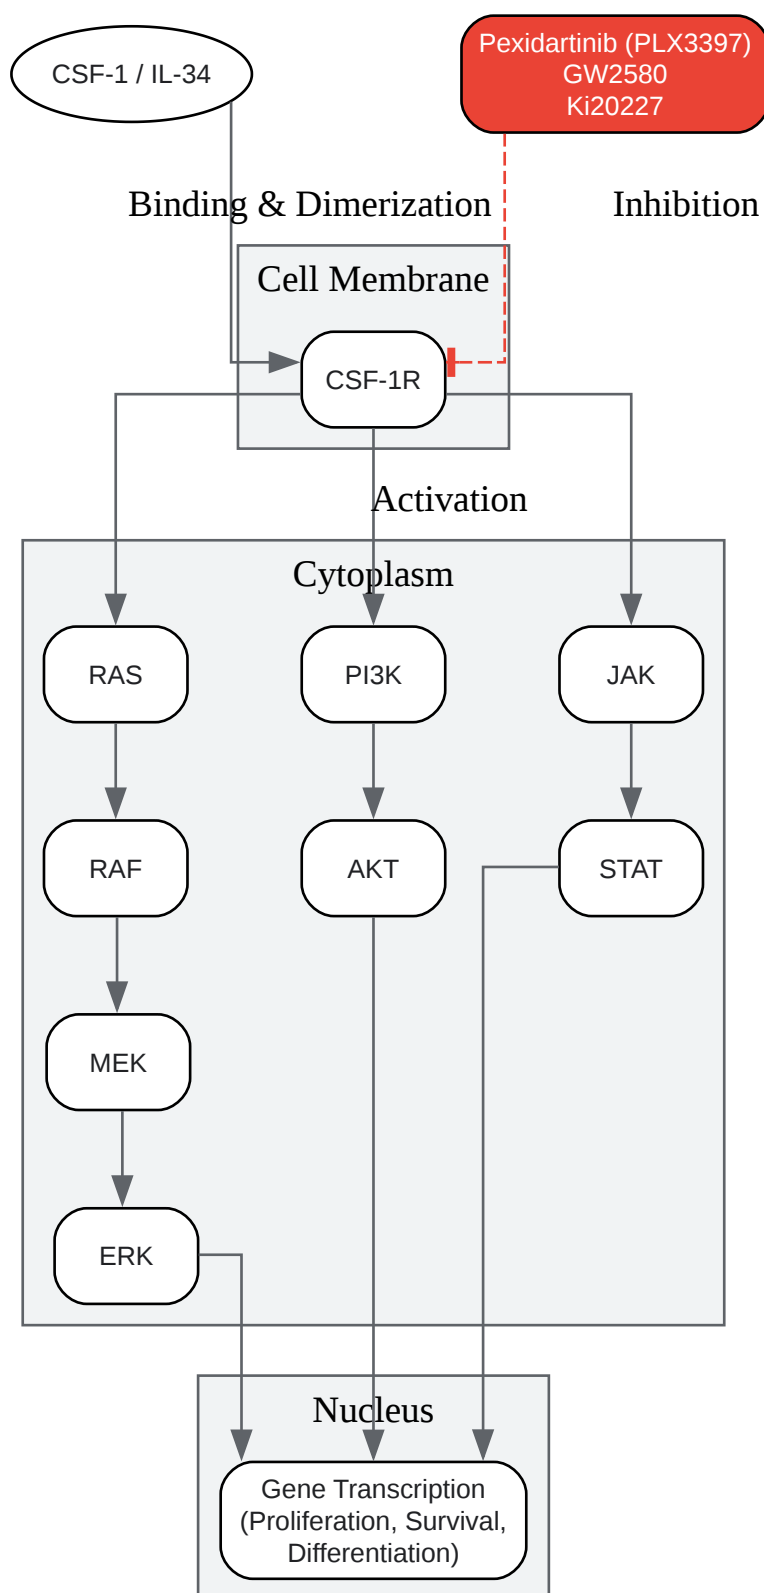 CSF-1 / IL-34
Pexidartinib (PLX3397)
GW2580
Ki20227
Binding & Dimerization
Inhibition
Cell Membrane
CSF-1R
Activation
Cytoplasm
RAS
PI3K
JAK
RAF
AKT
STAT
MEK
ERK
Nucleus
Gene Transcription
(Proliferation, Survival,
Differentiation)